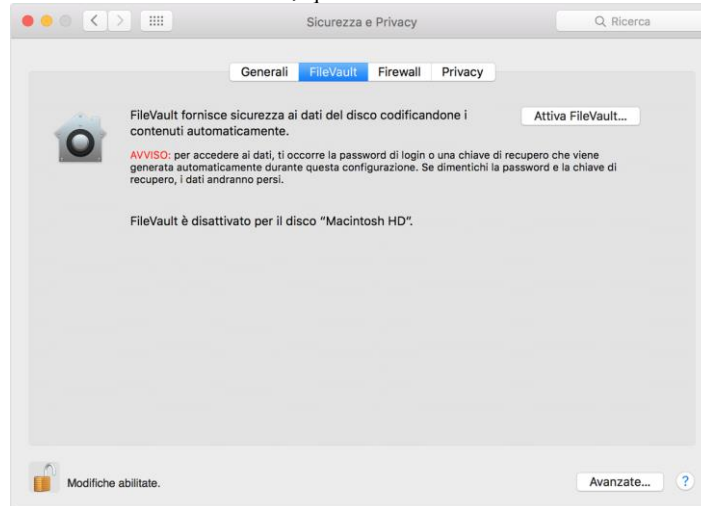 Sicurezza e Privacy
Ricerca
Generali FileVault Firewall Privacy
FileVault fornisce sicurezza ai dati del disco codificandone i
contenuti automaticamente.
Attiva FileVault...
AVVISO: per accedere ai dati, ti occorre la password di login o una chiave di recupero che viene
generata automaticamente durante questa configurazione. Se dimentichi la password e la chiave di
recupero, i dati andranno persi.
FileVault è disattivato per il disco "Macintosh HD".
Modifiche abilitate.
Avanzate...
?